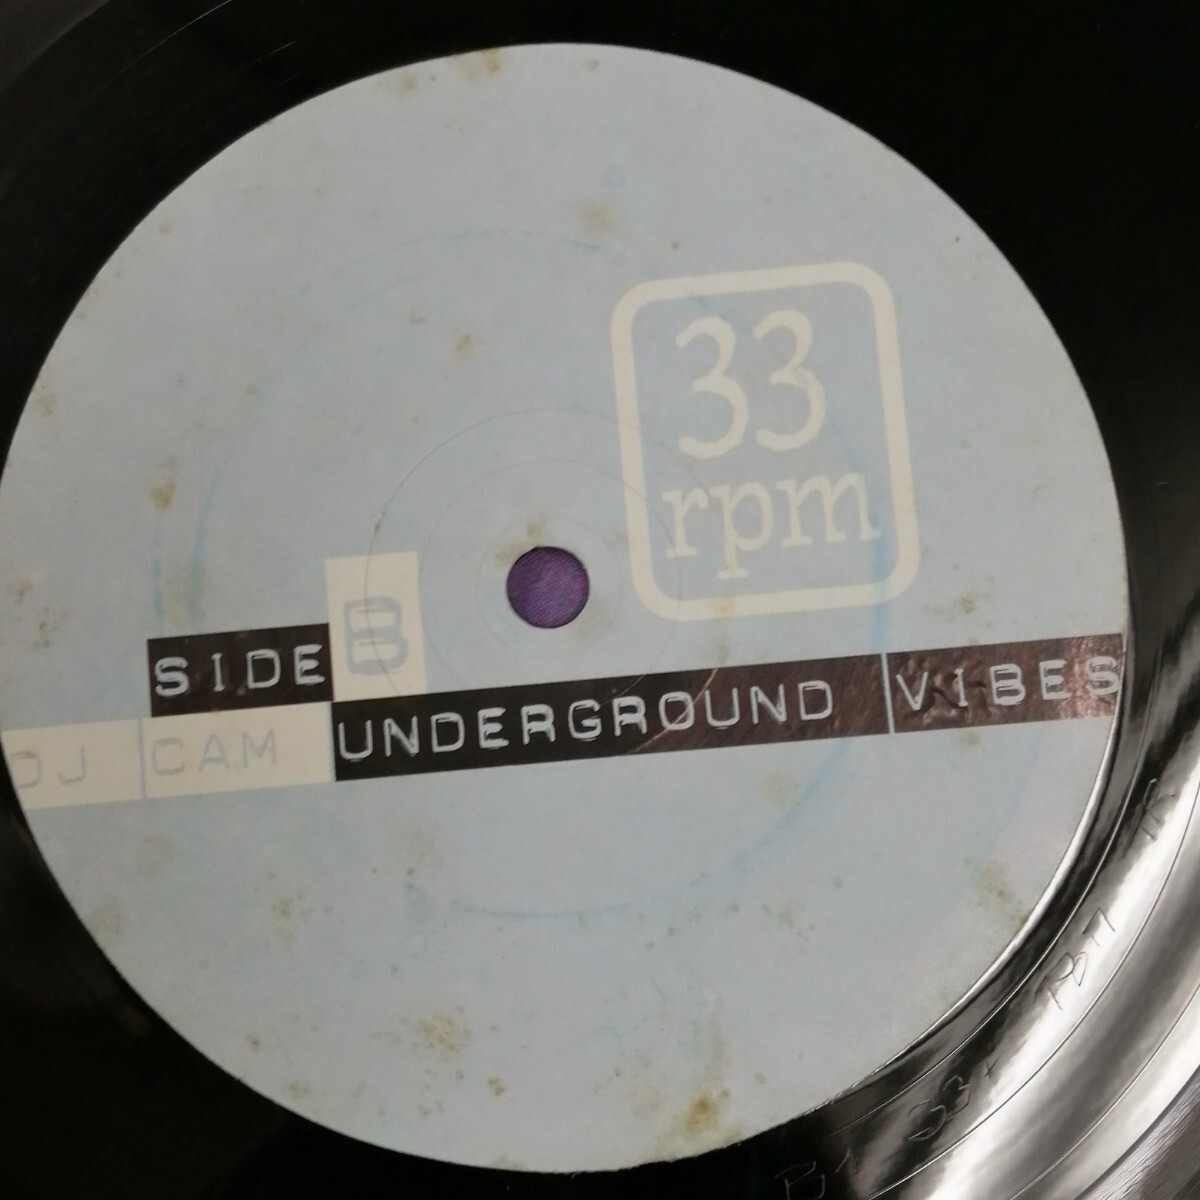 33
rpm
SIDE B
DJ CAM UNDERGROUND VIBES